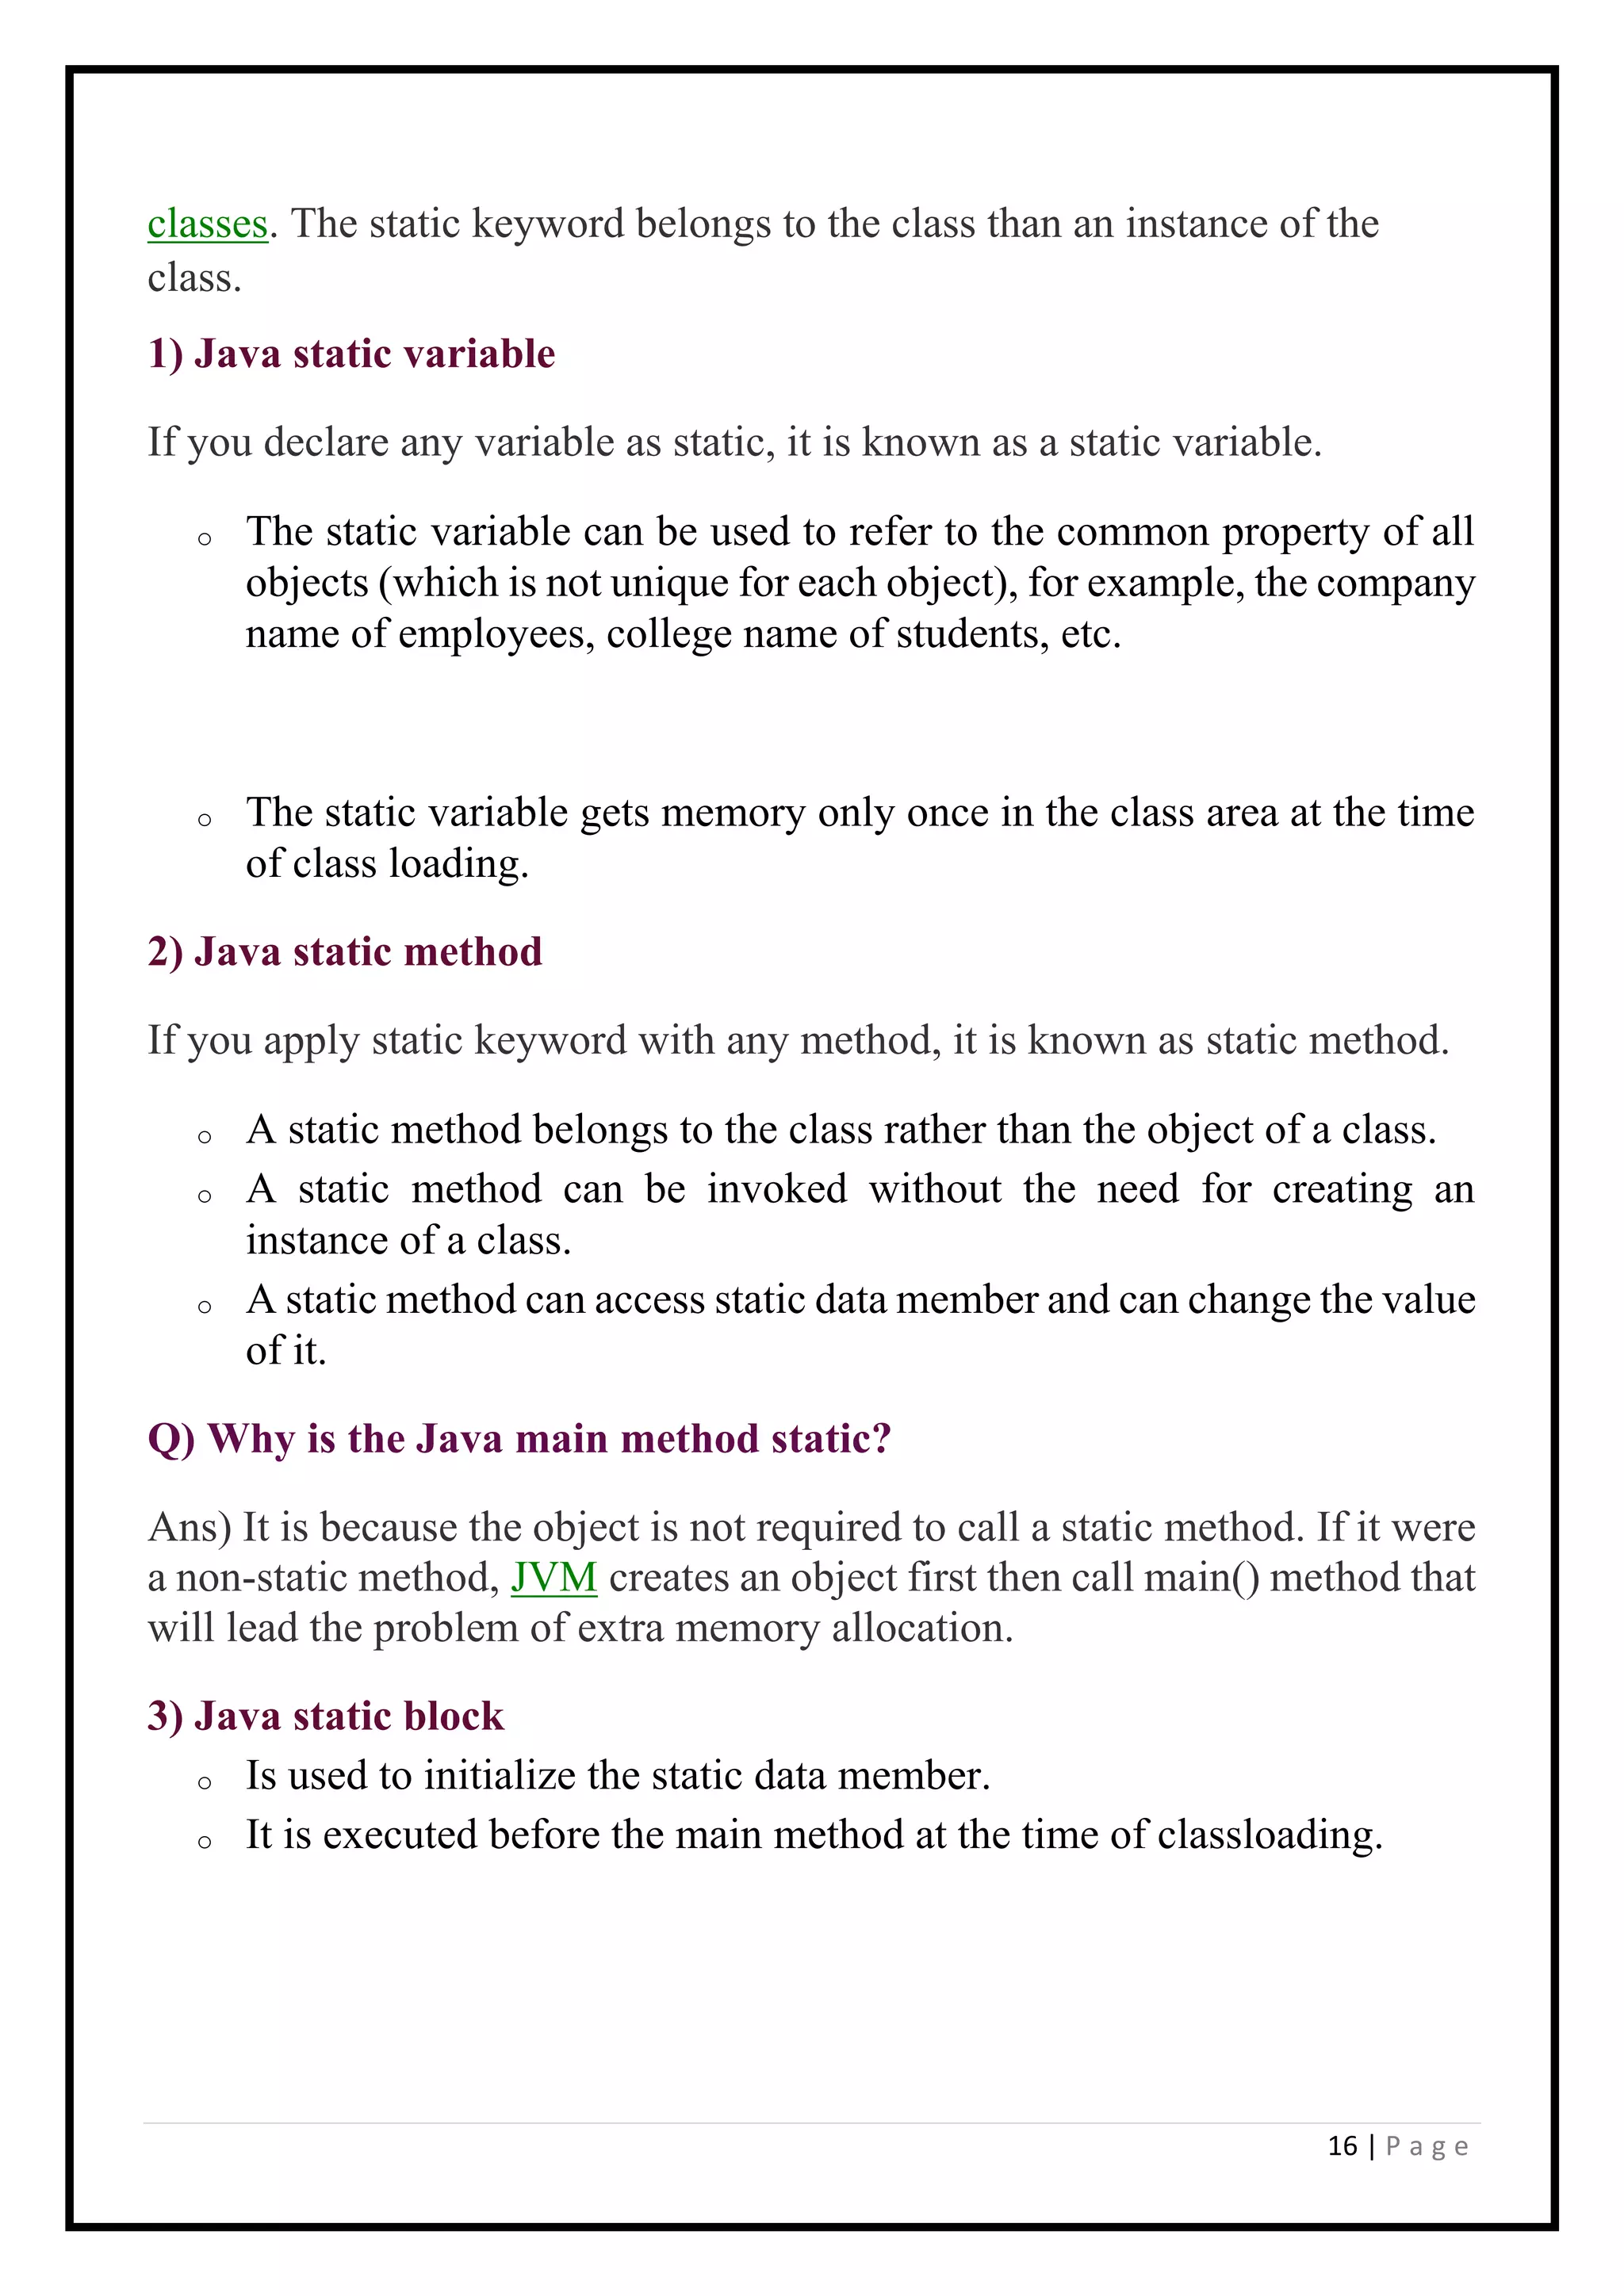 classes. The static keyword belongs to the class than an instance of the
class.
1) Java static variable
If you declare any variable as static, it is known as a static variable.
o The static variable can be used to refer to the common property of all
objects (which is not unique for each object), for example, the company
name of employees, college name of students, etc.
o The static variable gets memory only once in the class area at the time
of class loading.
2) Java static method
If you apply static keyword with any method, it is known as static method.
o A static method belongs to the class rather than the object of a class.
o A static method can be invoked without the need for creating an
instance of a class.
o A static method can access static data member and can change the value
of it.
Q) Why is the Java main method static?
Ans) It is because the object is not required to call a static method. If it were
a non-static method, JVM creates an object first then call main() method that
will lead the problem of extra memory allocation.
3) Java static block
o Is used to initialize the static data member.
o It is executed before the main method at the time of classloading.
16 | P a g e